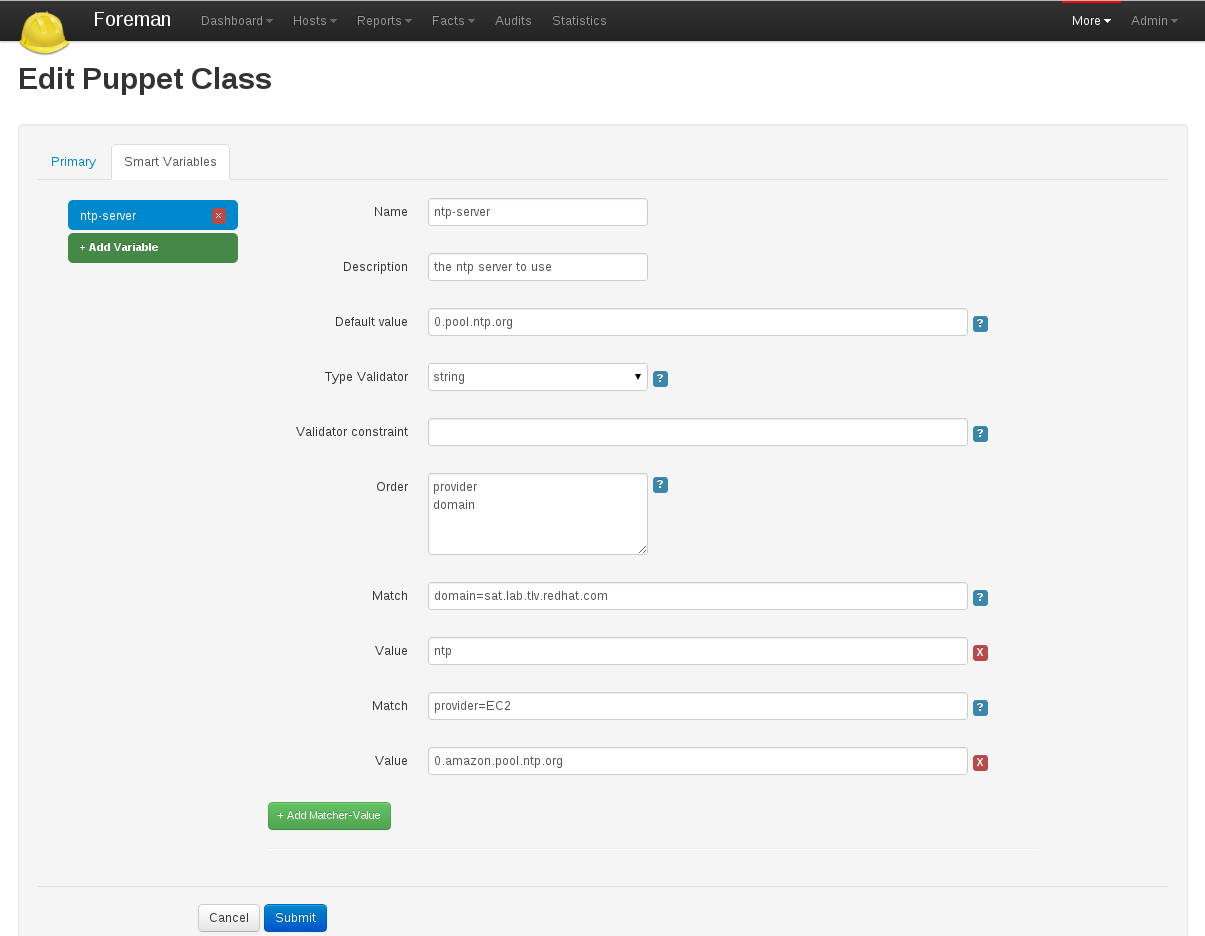 Foreman Dashboard Hosts Reports Facts Audits Statistics More Admin
Edit Puppet Class
Primary Smart Variables
ntp-server ×
+ Add Variable
Name ntp-server
Description the ntp server to use
Default value 0.pool.ntp.org ?
Type Validator string ?
Validator constraint ?
Order provider ?
domain
Match domain=sat.lab.tlv.redhat.com ?
Value ntp X
Match provider=EC2 ?
Value 0.amazon.pool.ntp.org X
+ Add Matcher-Value
Cancel Submit